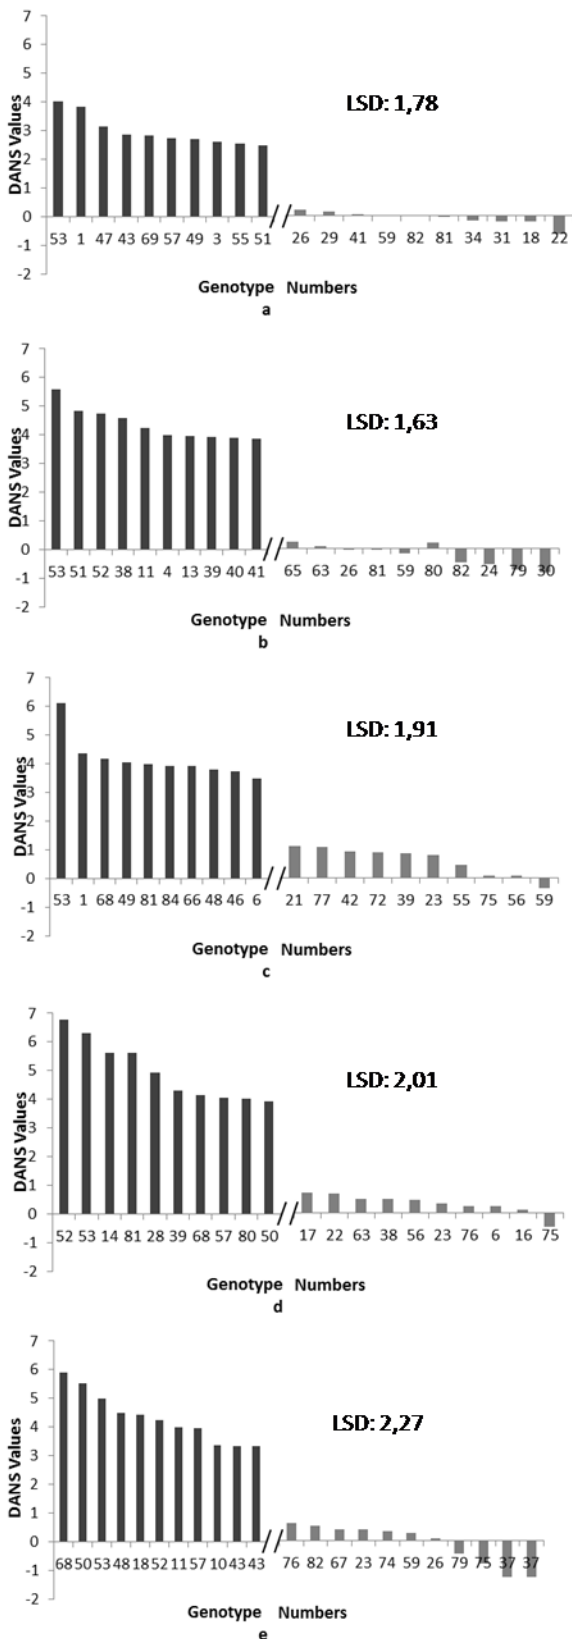 7
6
5
4
3
2
1
0
-1
-2
DANS Values
LSD: 1,78
53 1 47 43 69 57 49 3 55 51 // 26 29 41 59 82 81 34 31 18 22
Genotype Numbers
a
7
6
5
4
3
2
1
0
-1
-2
DANS Values
LSD: 1,63
53 51 52 38 11 4 13 39 40 41 // 65 63 26 81 59 80 82 24 79 30
Genotype Numbers
b
7
6
5
4
3
2
1
0
-1
-2
DANS Values
LSD: 1,91
53 1 68 49 81 84 66 48 46 6 // 21 77 42 72 39 23 55 75 56 59
Genotype Numbers
c
7
6
5
4
3
2
1
0
-1
-2
DANS Values
LSD: 2,01
52 53 14 81 28 39 68 57 80 50 // 17 22 63 38 56 23 76 6 16 75
Genotype Numbers
d
7
6
5
4
3
2
1
0
-1
-2
DANS Values
LSD: 2,27
68 50 53 48 18 52 11 57 10 43 43 // 76 82 67 23 74 59 26 79 75 37 37
Genotype Numbers
e